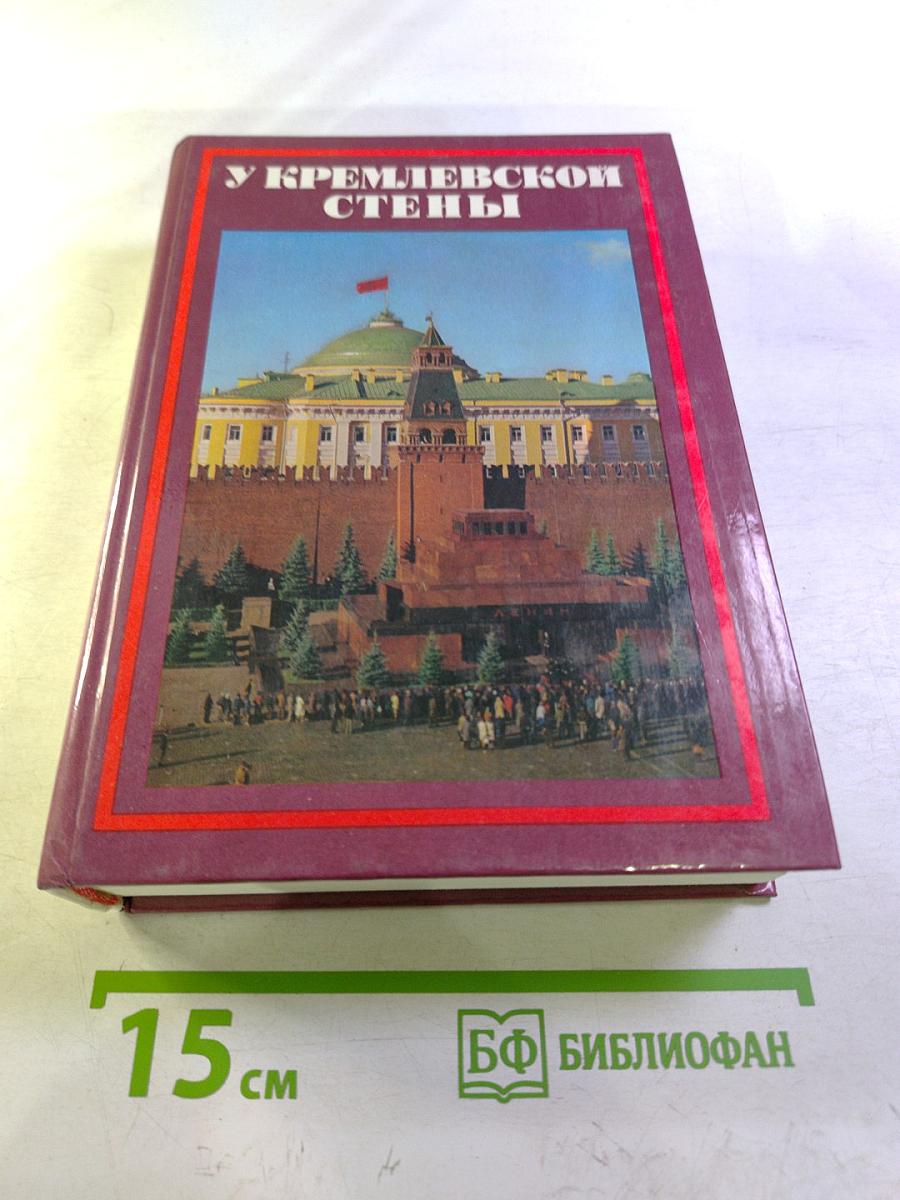 У КРЕМЛЕВСКОЙ
СТЕНЫ
ЛЕНИН
15 см
БФ БИБЛИОФАН